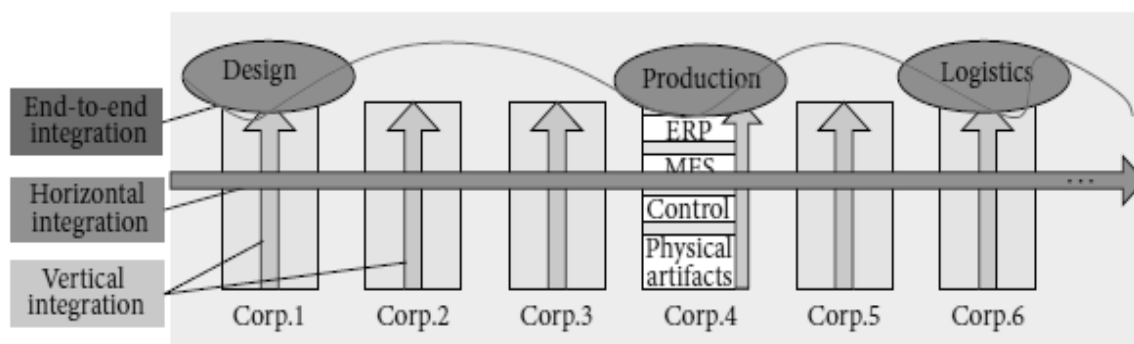 Design
Production
Logistics
End-to-end
integration
ERP
MES
Horizontal
integration
...
Control
Vertical
integration
Physical
artifacts
Corp.1
Corp.2
Corp.3
Corp.4
Corp.5
Corp.6